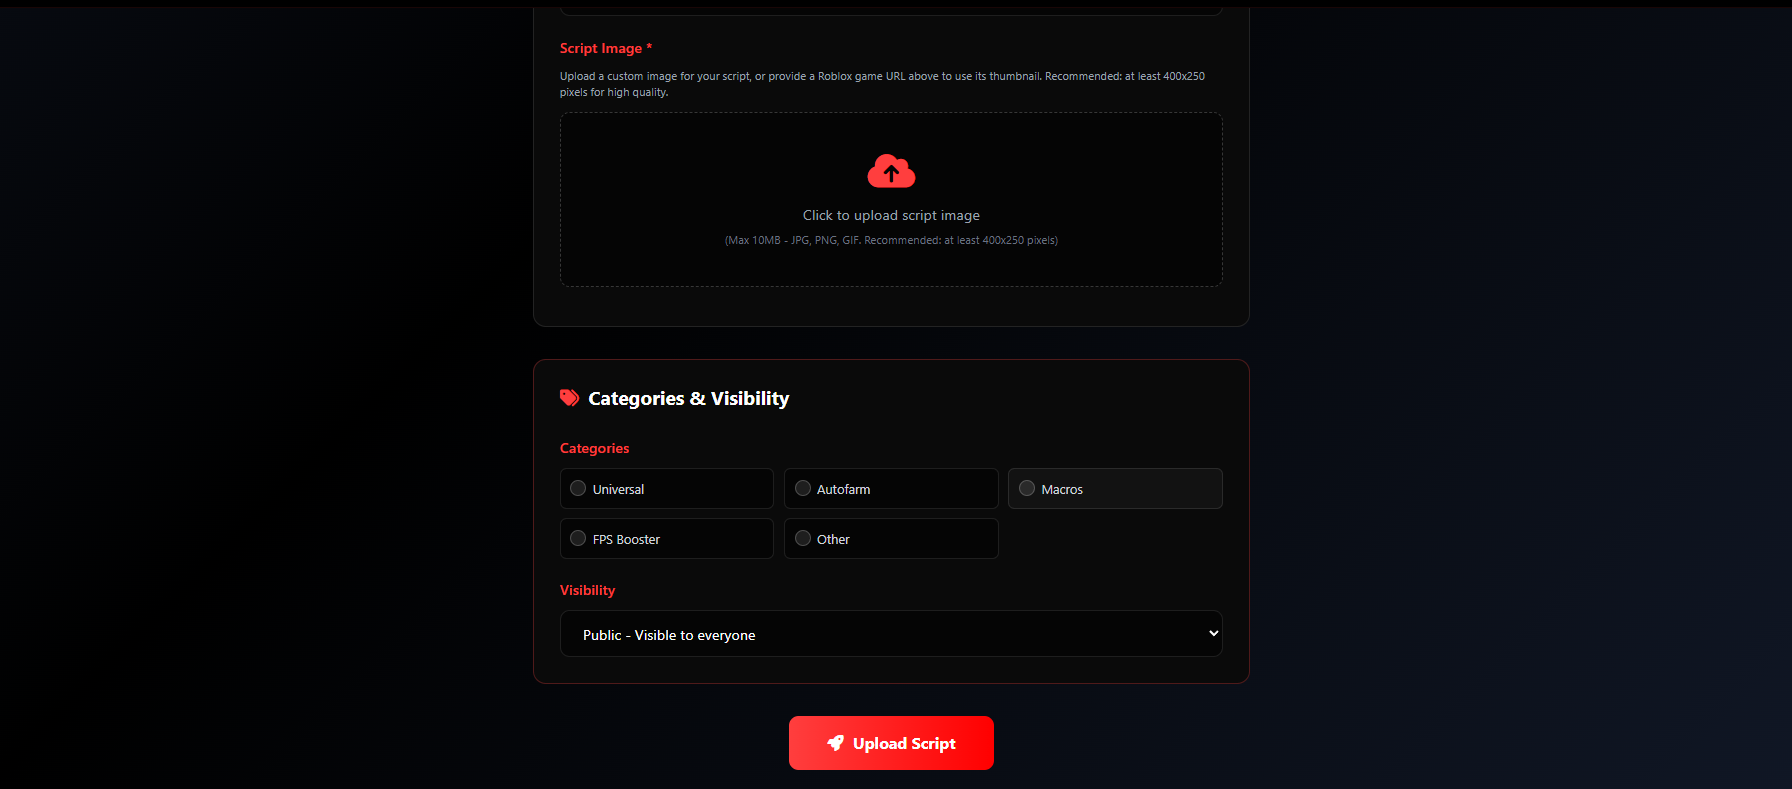 Script Image *
Upload a custom image for your script, or provide a Roblox game URL above to use its thumbnail. Recommended: at least 400x250
pixels for high quality.
Click to upload script image
(Max 10MB - JPG, PNG, GIF. Recommended: at least 400x250 pixels)
Categories & Visibility
Categories
Universal
Autofarm
Macros
FPS Booster
Other
Visibility
Public - Visible to everyone
Upload Script